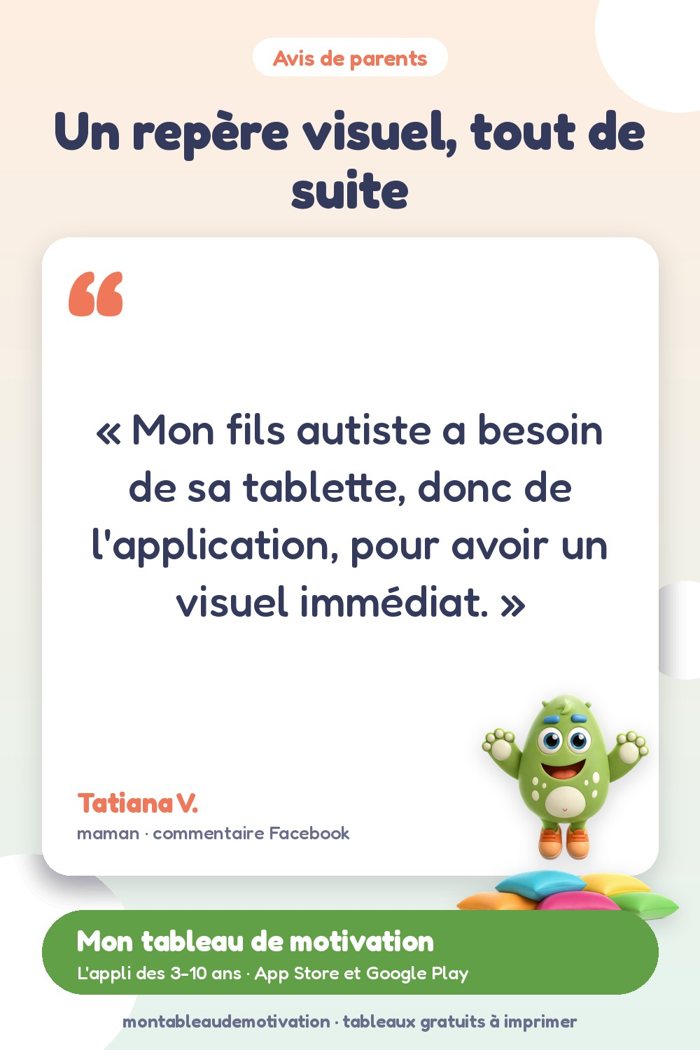 Avis de parents
Un repère visuel, tout de
suite
“
« Mon fils autiste a besoin
de sa tablette, donc de
l'application, pour avoir un
visuel immédiat. »
Tatiana V.
maman · commentaire Facebook
Mon tableau de motivation
L'appli des 3-10 ans · App Store et Google Play
montableaudemotivation · tableaux gratuits à imprimer